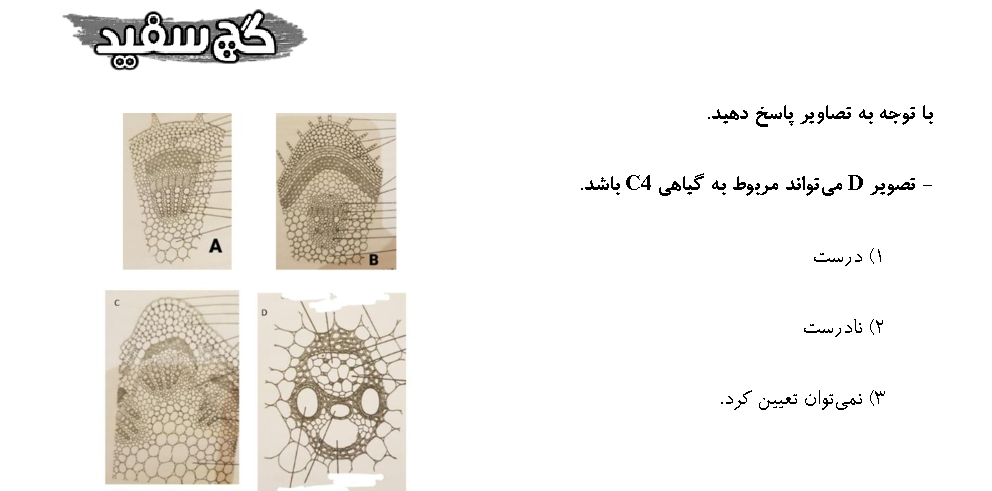 گچ سفید
با توجه به تصاویر پاسخ دهید.
- تصویر D می‌تواند مربوط به گیاهی C4 باشد.
۱) درست
۲) نادرست
۳) نمی‌توان تعیین کرد.
A
B
C
D